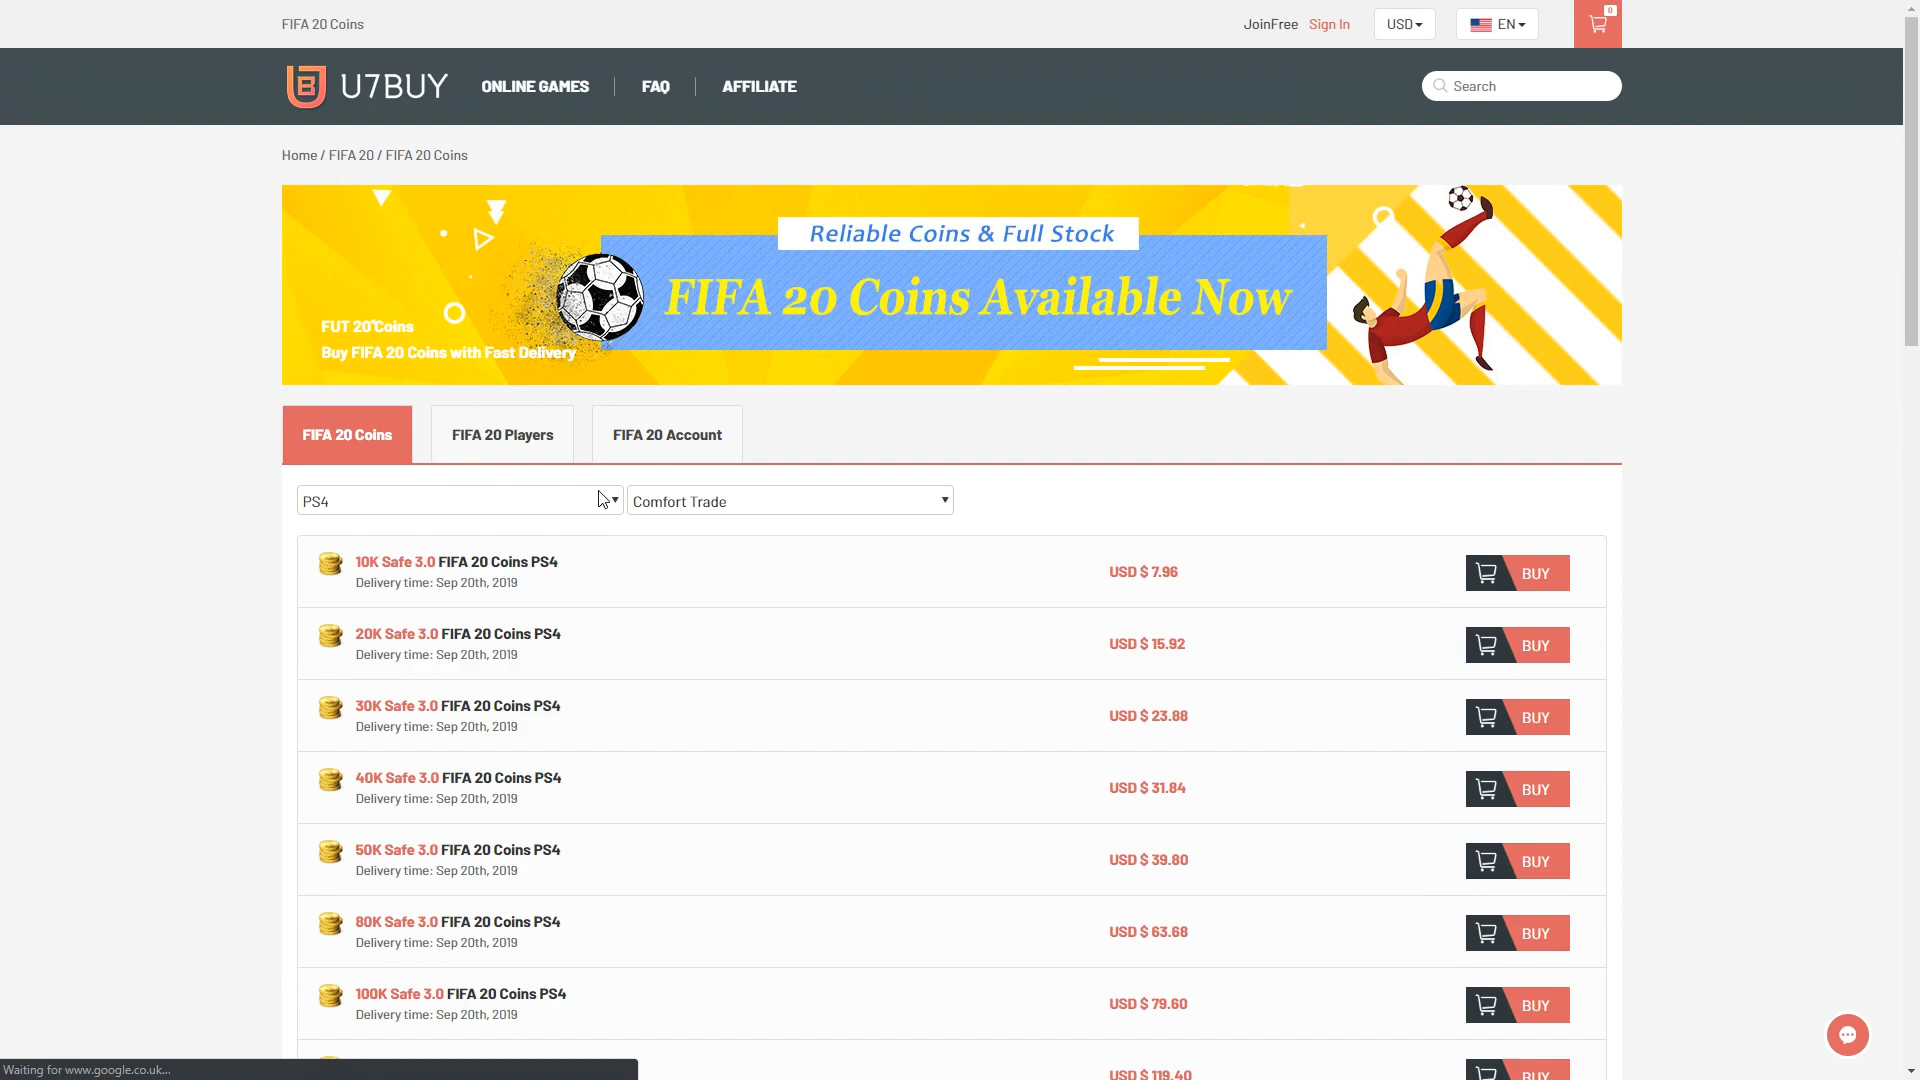 FIFA 20 Coins
JoinFree Sign In
USD
EN
0
U7BUY
ONLINE GAMES
FAQ
AFFILIATE
Search
Home / FIFA 20 / FIFA 20 Coins
Reliable Coins & Full Stock
FIFA 20 Coins Available Now
FUT 20 Coins
Buy FIFA 20 Coins with Fast Delivery
FIFA 20 Coins
FIFA 20 Players
FIFA 20 Account
PS4
Comfort Trade
10K Safe 3.0 FIFA 20 Coins PS4
Delivery time: Sep 20th, 2019
USD $ 7.96
BUY
20K Safe 3.0 FIFA 20 Coins PS4
Delivery time: Sep 20th, 2019
USD $ 15.92
BUY
30K Safe 3.0 FIFA 20 Coins PS4
Delivery time: Sep 20th, 2019
USD $ 23.88
BUY
40K Safe 3.0 FIFA 20 Coins PS4
Delivery time: Sep 20th, 2019
USD $ 31.84
BUY
50K Safe 3.0 FIFA 20 Coins PS4
Delivery time: Sep 20th, 2019
USD $ 39.80
BUY
80K Safe 3.0 FIFA 20 Coins PS4
Delivery time: Sep 20th, 2019
USD $ 63.68
BUY
100K Safe 3.0 FIFA 20 Coins PS4
Delivery time: Sep 20th, 2019
USD $ 79.60
BUY
USD $ 119.40
BUY
Waiting for www.google.co.uk...